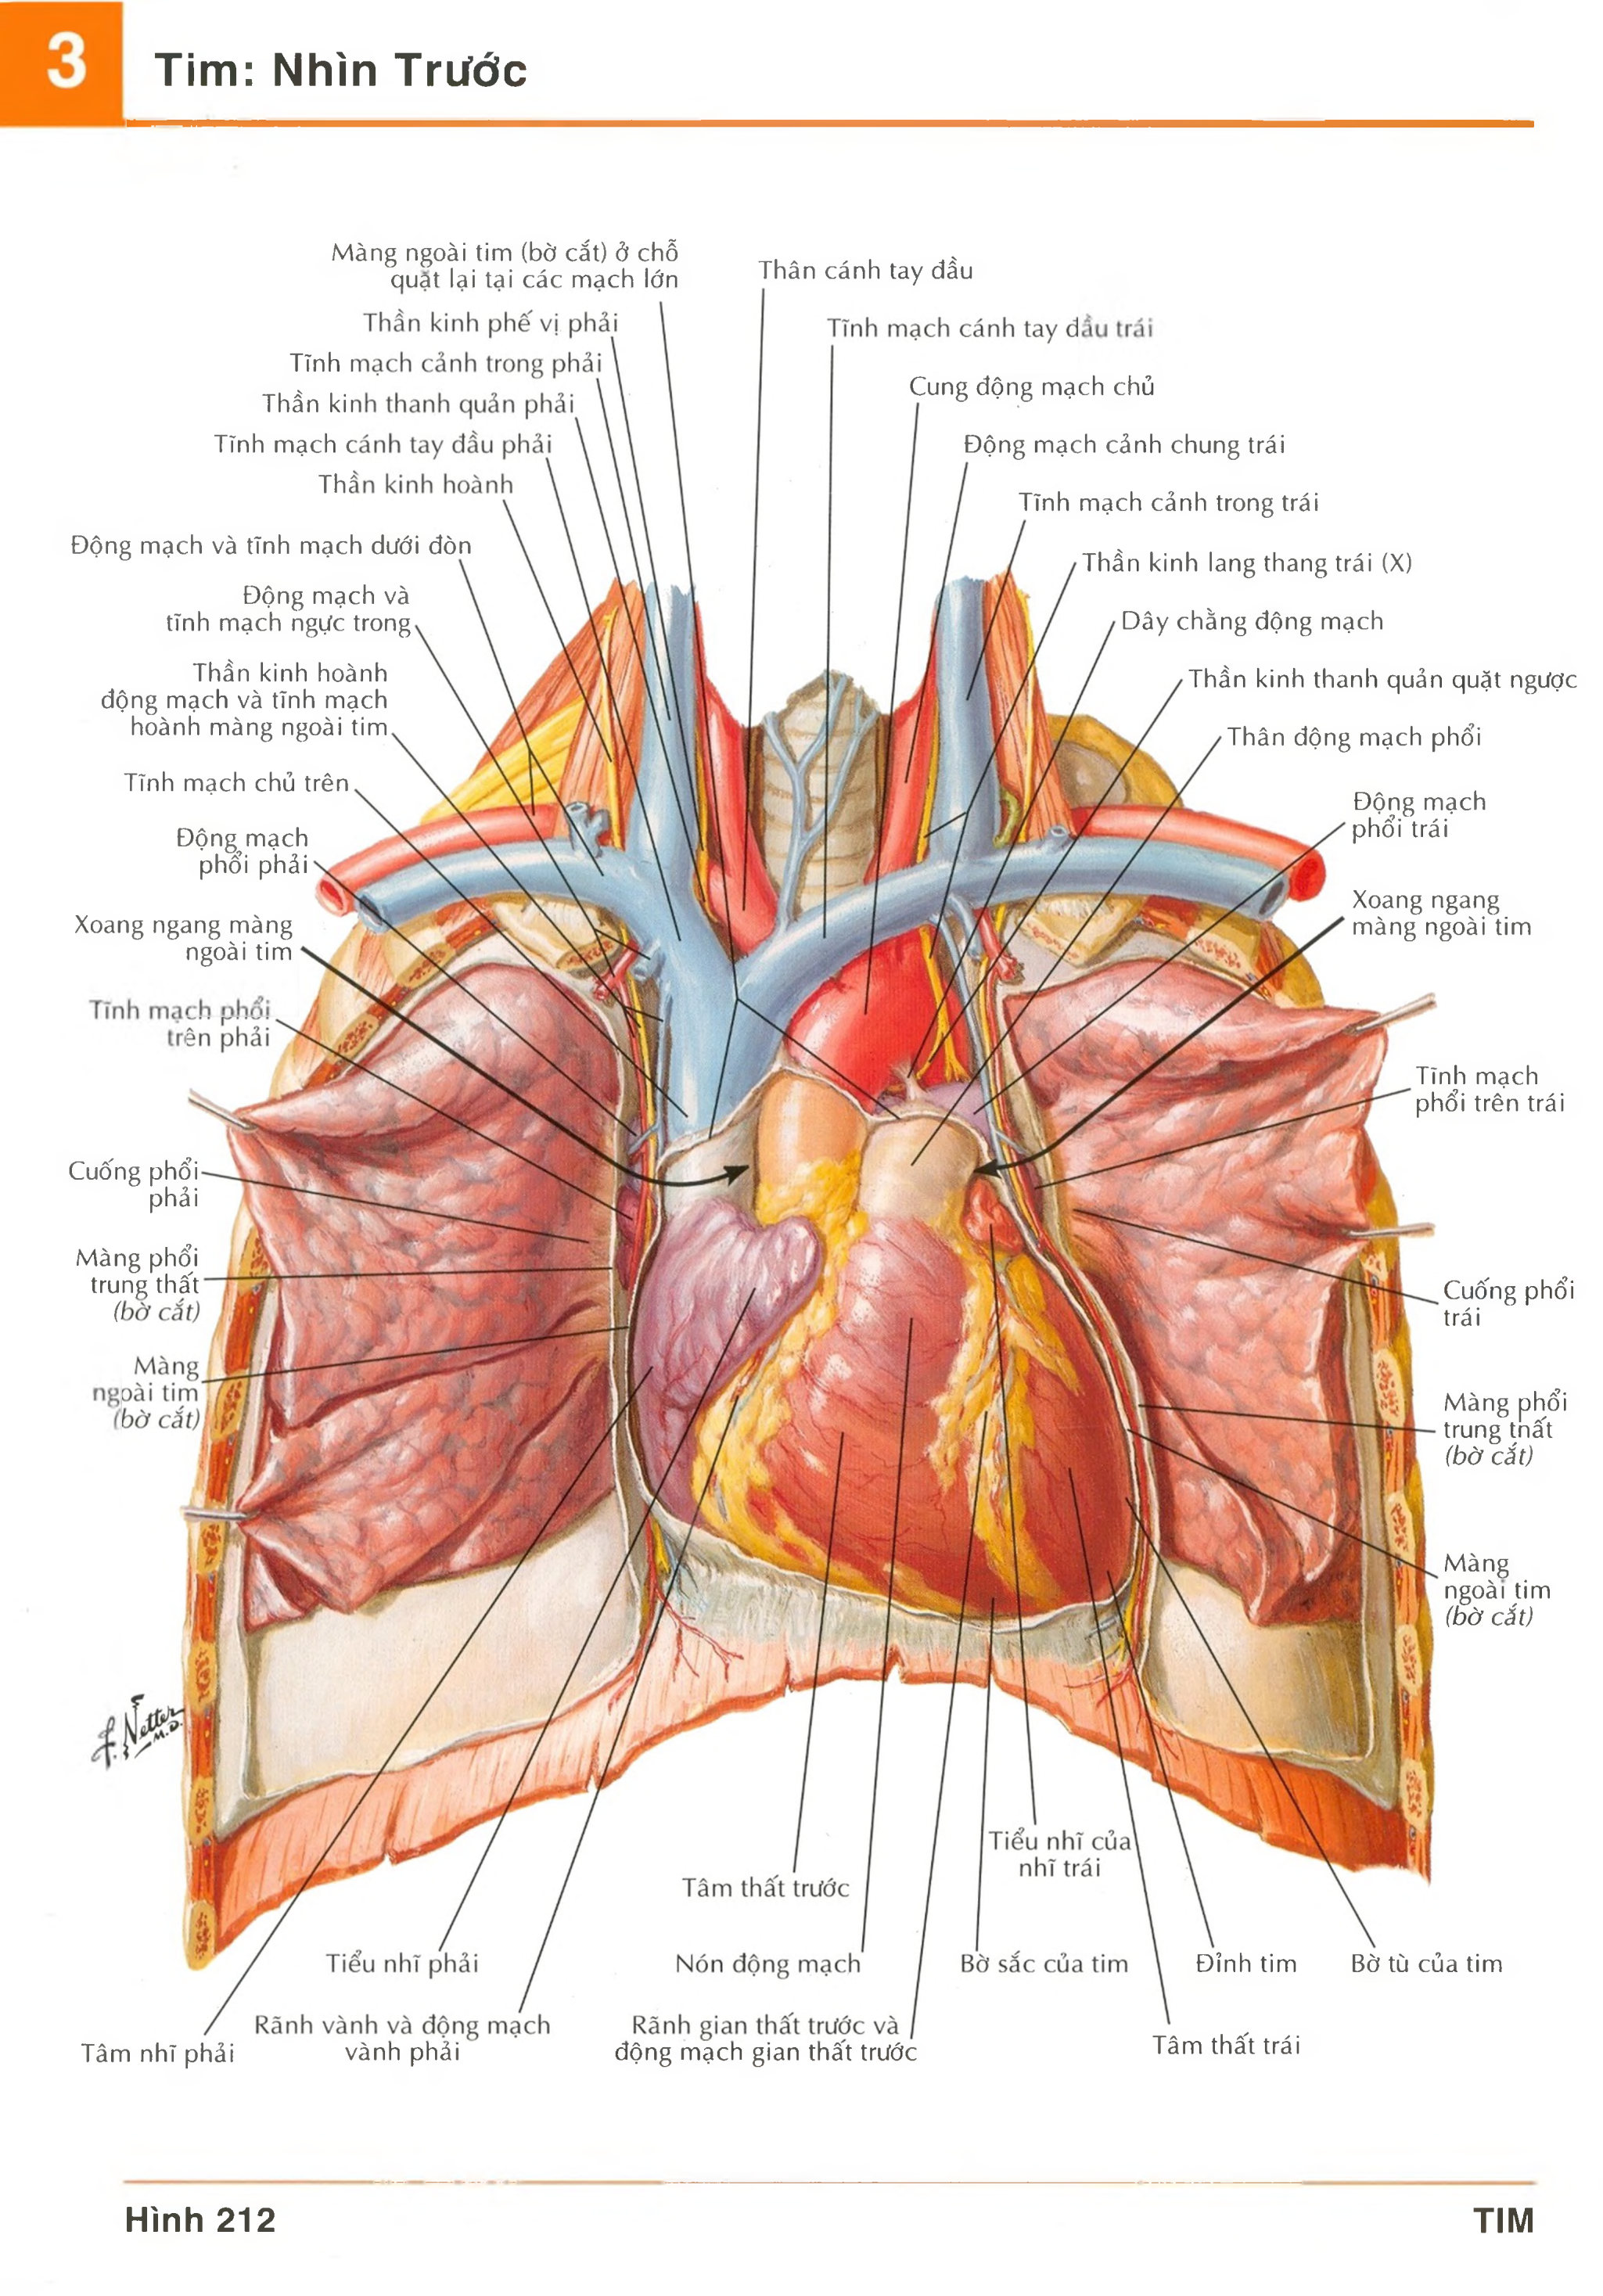 3
Tim: Nhìn Trước
Màng ngoài tim (bờ cắt) ở chỗ
quặt lại tại các mạch lớn
Thần kinh phế vị phải
Tĩnh mạch cảnh trong phải
Thần kinh thanh quản phải
Tĩnh mạch cánh tay đầu phải
Thần kinh hoành
Động mạch và tĩnh mạch dưới đòn
Động mạch và
tĩnh mạch ngực trong
Thần kinh hoành
động mạch và tĩnh mạch
hoành màng ngoài tim
Tĩnh mạch chủ trên
Động mạch
phổi phải
Xoang ngang màng
ngoài tim
Tĩnh mạch phổi
trên phải
Cuống phổi
phải
Màng phổi
trung thất
(bờ cắt)
Màng
ngoài tim
(bờ cắt)
Thân cánh tay đầu
Tĩnh mạch cánh tay đầu trái
Cung động mạch chủ
Động mạch cảnh chung trái
Tĩnh mạch cảnh trong trái
Thần kinh lang thang trái (X)
Dây chằng động mạch
Thần kinh thanh quản quặt ngược
Thân động mạch phổi
Động mạch
phổi trái
Xoang ngang
màng ngoài tim
Tĩnh mạch
phổi trên trái
Cuống phổi
trái
Màng phổi
trung thất
(bờ cắt)
Màng
ngoài tim
(bờ cắt)
F. Netter
M.D.
Tiểu nhĩ của
nhĩ trái
Tâm thất trước
Tiểu nhĩ phải
Nón động mạch
Bờ sắc của tim
Đỉnh tim
Bờ tù của tim
Rãnh vành và động mạch
vành phải
Rãnh gian thất trước và
động mạch gian thất trước
Tâm nhĩ phải
Tâm thất trái
Hình 212
TIM